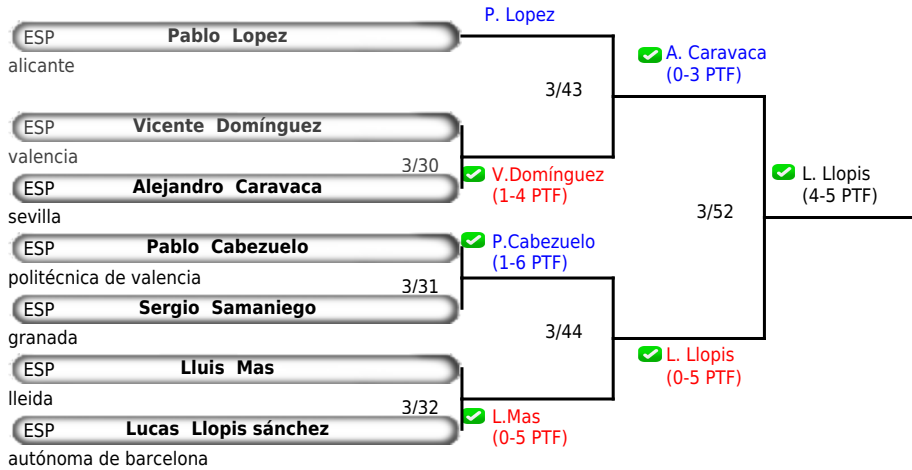 P. Lopez
ESP Pablo Lopez
alicante
A. Caravaca
(0-3 PTF)
3/43
ESP Vicente Domínguez
valencia
3/30
V.Domínguez
(1-4 PTF)
ESP Alejandro Caravaca
sevilla
L. Llopis
(4-5 PTF)
3/52
ESP Pablo Cabezuelo
politécnica de valencia
P.Cabezuelo
(1-6 PTF)
3/31
ESP Sergio Samaniego
granada
3/44
L. Llopis
(0-5 PTF)
ESP Lluis Mas
lleida
3/32
L.Mas
(0-5 PTF)
ESP Lucas Llopis sánchez
autónoma de barcelona